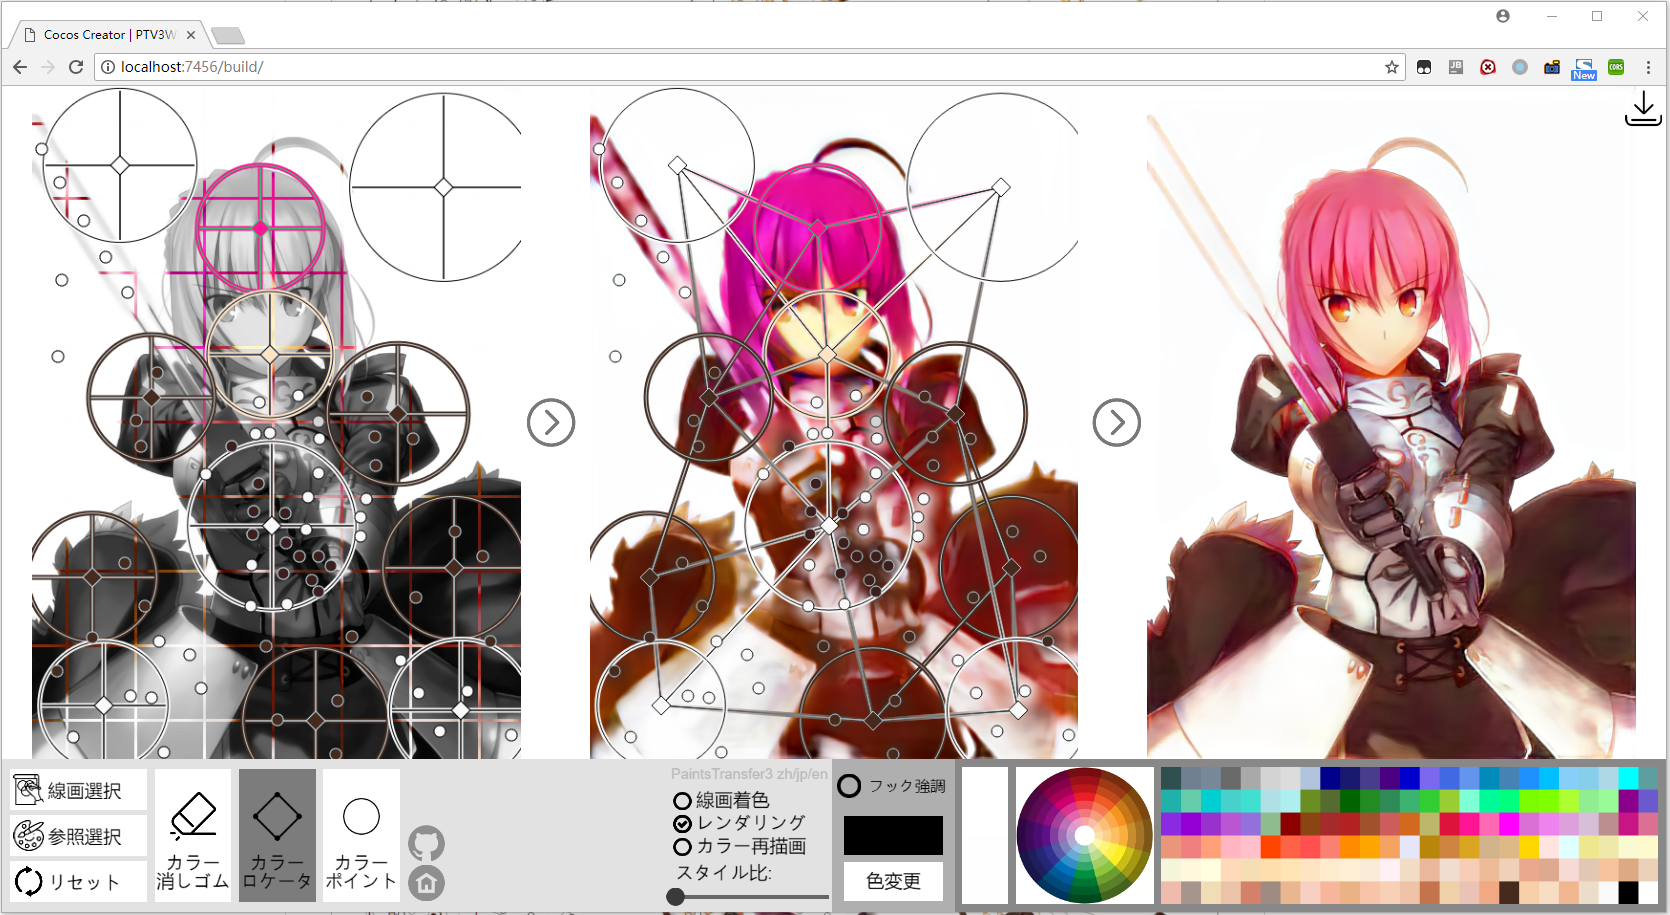 Cocos Creator | PTV3W
localhost:7456/build/
JB
New
CORS
PaintsTransfer3 zh/jp/en
線画選択
参照選択
リセット
カラー
消しゴム
カラー
ロケータ
カラー
ポイント
線画着色
レンダリング
カラー再描画
スタイル比:
フック強調
色変更